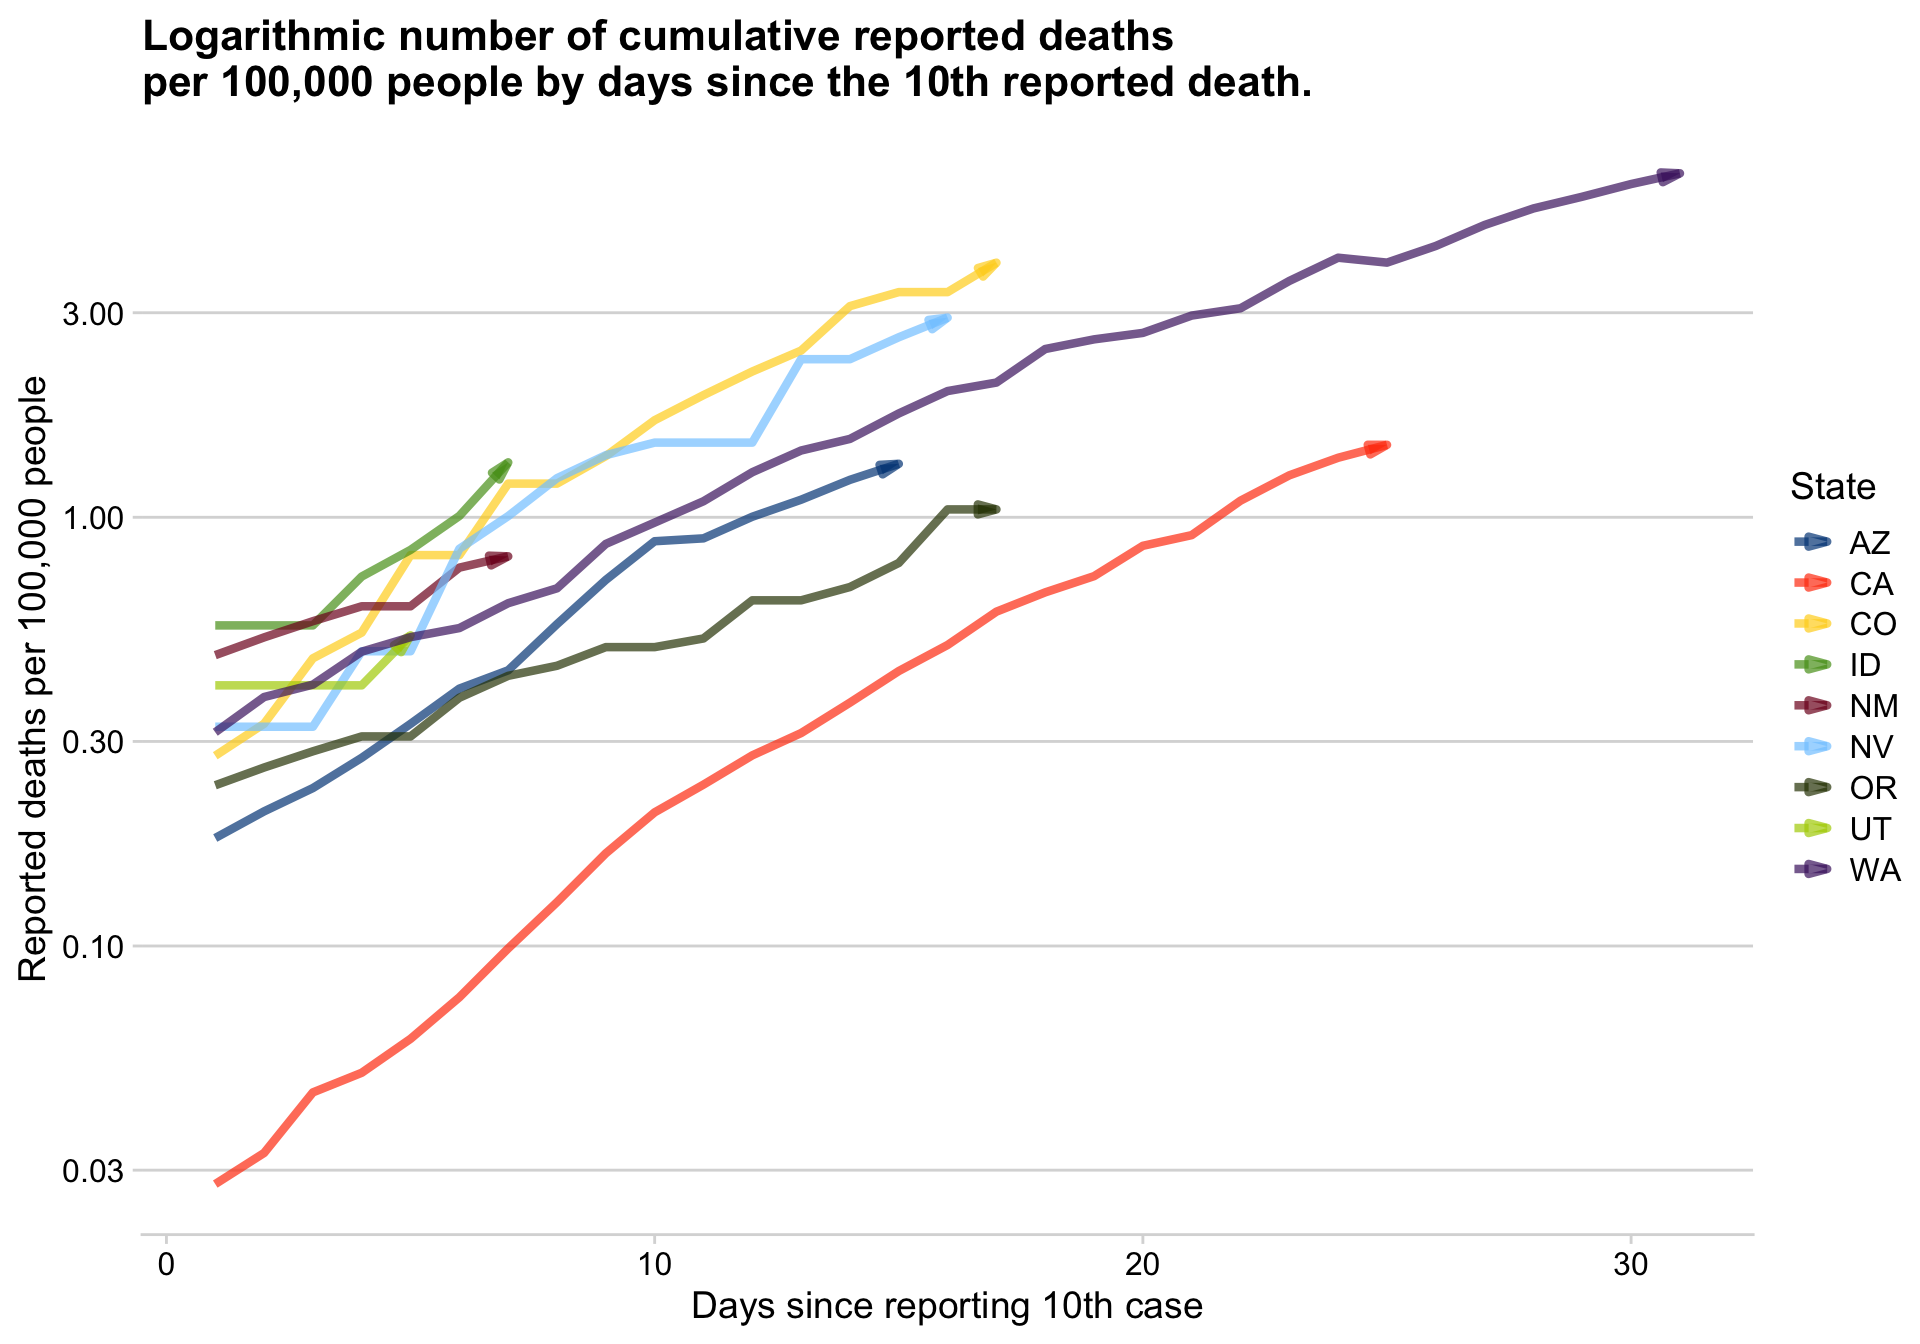 Logarithmic number of cumulative reported deaths
per 100,000 people by days since the 10th reported death.
Reported deaths per 100,000 people
3.00
1.00
0.30
0.10
0.03
0
10
20
30
Days since reporting 10th case
State
AZ
CA
CO
ID
NM
NV
OR
UT
WA